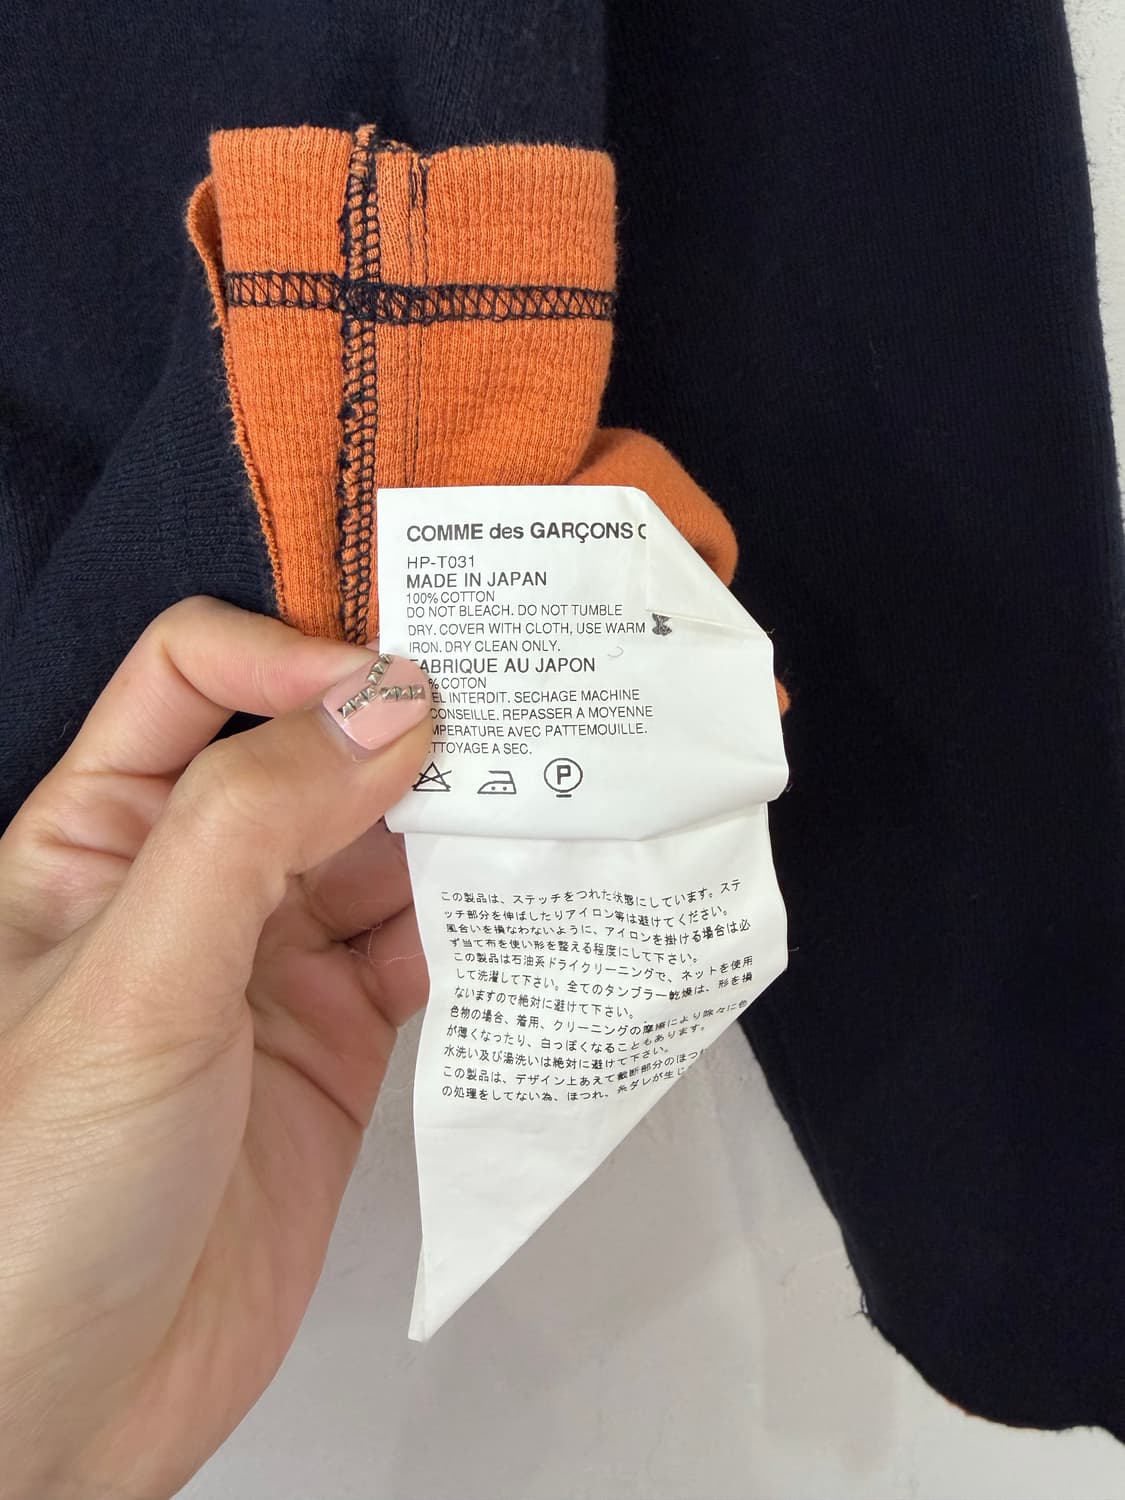 COMME des GARÇONS
HP-T031
MADE IN JAPAN
100% COTTON
DO NOT BLEACH. DO NOT TUMBLE
DRY. COVER WITH CLOTH, USE WARM
IRON. DRY CLEAN ONLY.
FABRIQUE AU JAPON
% COTON
EL INTERDIT. SECHAGE MACHINE
CONSEILLE. REPASSER A MOYENNE
MPERATURE AVEC PATTEMOUILLE.
TTOYAGE A SEC.
P
この製品は、ステッチをつれた状態にしています。ステ
ッチ部分を伸ばしたりアイロン等は避けてください。
風合いを損なわないように、アイロンを掛ける場合は必
ず当て布を使い形を整える程度にして下さい。
この製品は石油系ドライクリーニングで、ネットを使用
して洗濯して下さい。全てのタンブラー乾燥は、形を損
ないますので絶対に避けて下さい。
色物の場合、着用、クリーニングの摩擦により除々に色
が薄くなったり、白っぽくなることもあります。
水洗い及び湯洗いは絶対に避けて下さい。
この製品は、デザイン上あえて裁断部分のほつ
の処理をしてない為、ほつれ、糸ダレが生じ